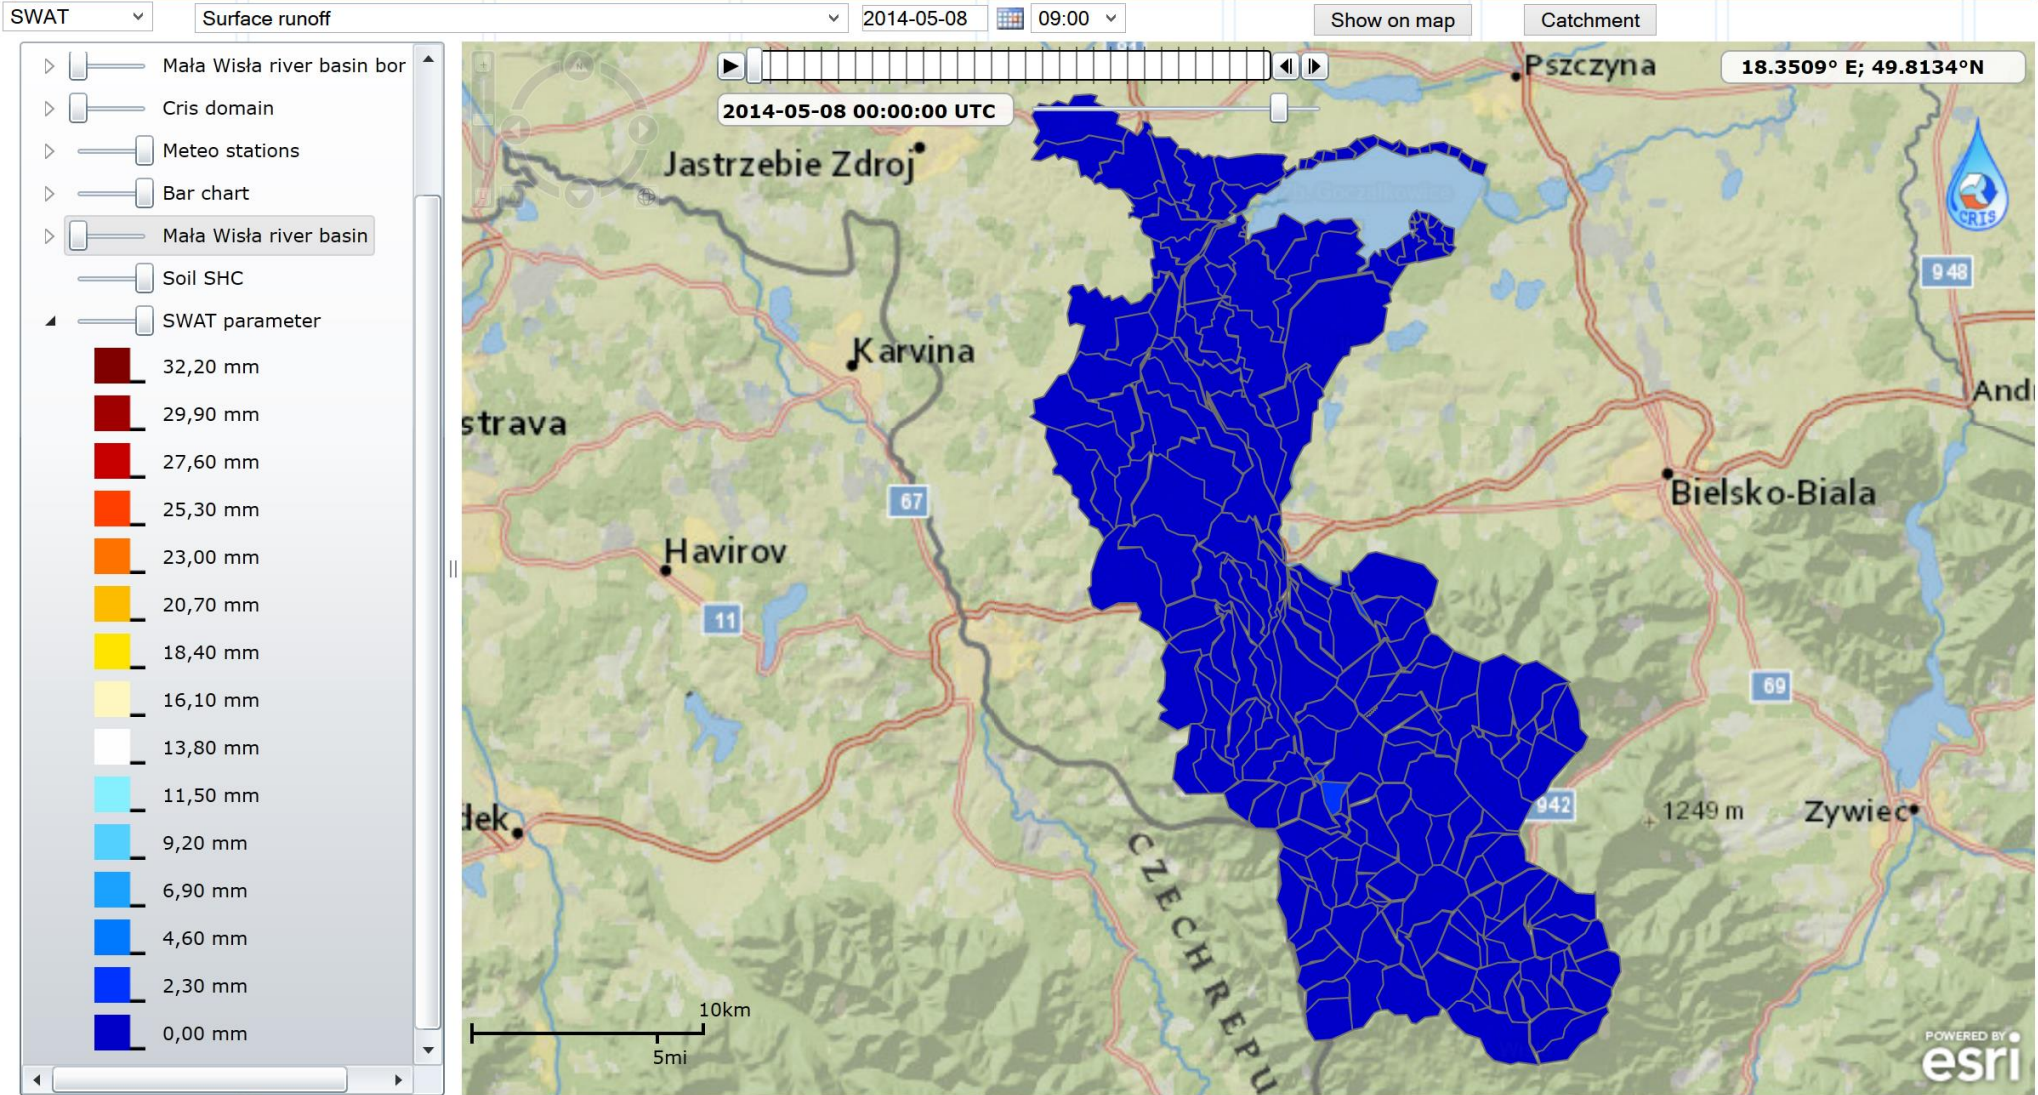 SWAT
Surface runoff
2014-05-08
09:00
Show on map
Catchment
Mała Wisła river basin bor
Cris domain
Meteo stations
Bar chart
Mała Wisła river basin
Soil SHC
SWAT parameter
32,20 mm
29,90 mm
27,60 mm
25,30 mm
23,00 mm
20,70 mm
18,40 mm
16,10 mm
13,80 mm
11,50 mm
9,20 mm
6,90 mm
4,60 mm
2,30 mm
0,00 mm
2014-05-08 00:00:00 UTC
18.3509° E; 49.8134°N
Pszczyna
Jastrzebie Zdroj
CRIS
948
Karvina
Andr
strava
Bielsko-Biala
67
Havirov
11
69
942
1249 m
Zywiec
dek
CZECH REPU
10km
5mi
POWERED BY
esri